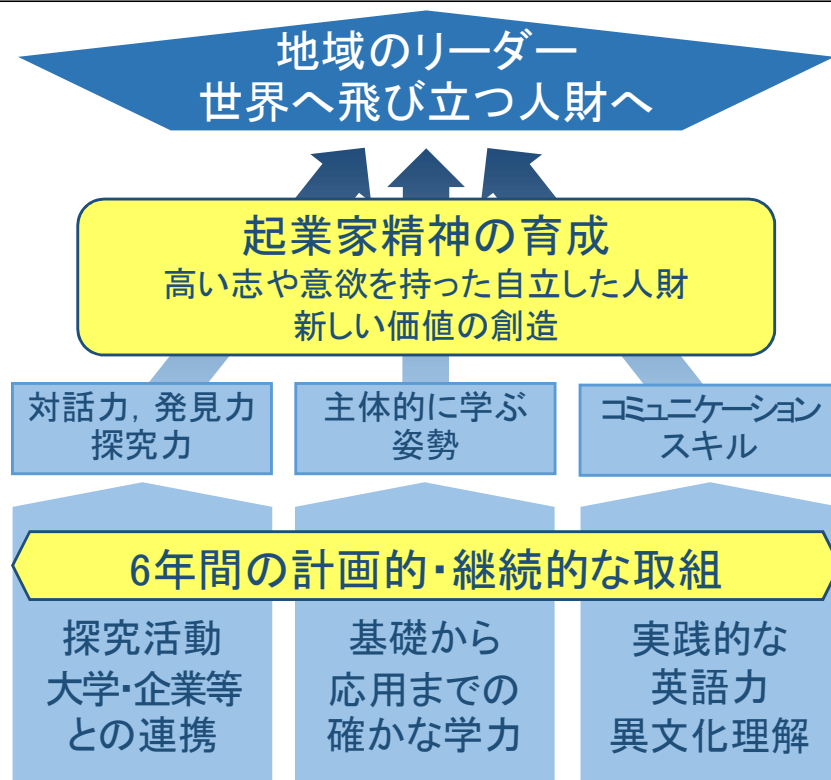 地域のリーダー
世界へ飛び立つ人財へ
起業家精神の育成
高い志や意欲を持った自立した人財
新しい価値の創造
対話力，発見力
探究力
主体的に学ぶ
姿勢
コミュニケーション
スキル
6年間の計画的・継続的な取組
探究活動
大学・企業等
との連携
基礎から
応用までの
確かな学力
実践的な
英語力
異文化理解